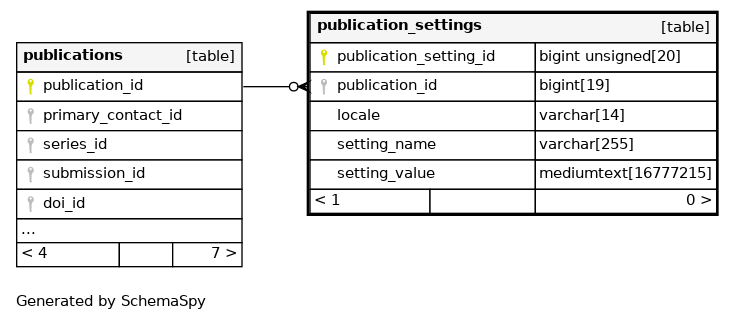 publications [table]
publication_id
primary_contact_id
series_id
submission_id
doi_id
...
< 4 7 >
publication_settings [table]
publication_setting_id bigint unsigned[20]
publication_id bigint[19]
locale varchar[14]
setting_name varchar[255]
setting_value mediumtext[16777215]
< 1 0 >
Generated by SchemaSpy